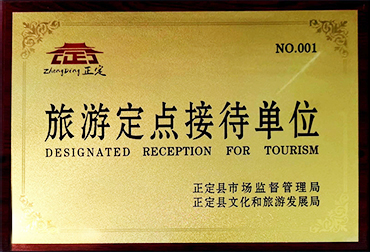 NO.001
ZhengDing 正定
旅游定点接待单位
DESIGNATED RECEPTION FOR TOURISM
正定县市场监督管理局
正定县文化和旅游发展局